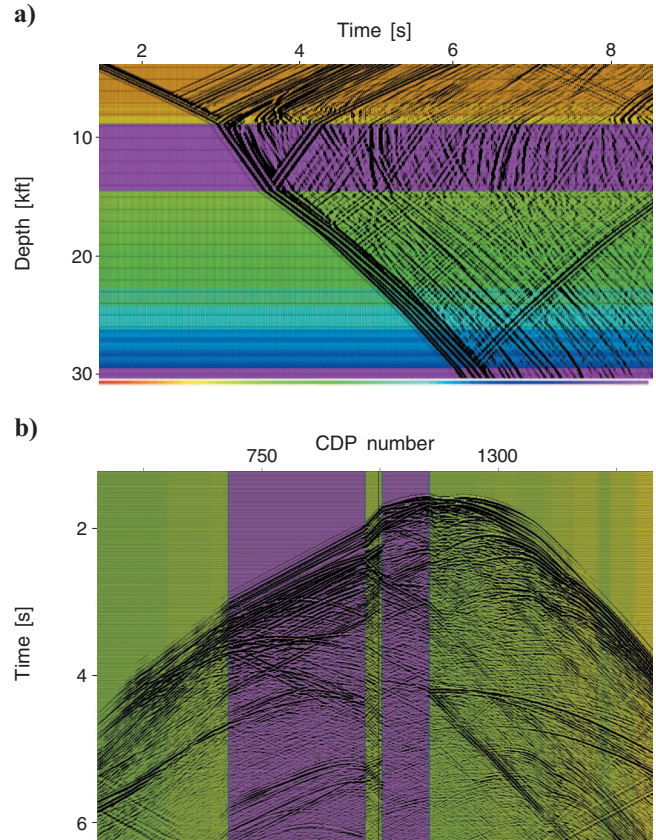 a)
Time [s]
2 4 6 8
Depth [kft]
10
20
30
b)
CDP number
750 1300
Time [s]
2
4
6